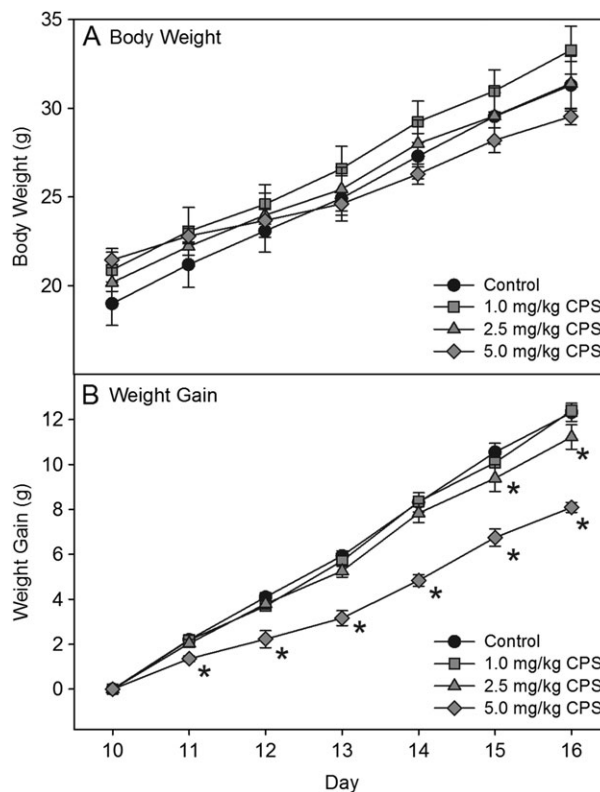 A Body Weight
35
30
25
20
Body Weight (g)
Control
1.0 mg/kg CPS
2.5 mg/kg CPS
5.0 mg/kg CPS
B Weight Gain
12
10
8
6
4
2
0
Weight Gain (g)
*
*
*
*
*
*
*
*
Control
1.0 mg/kg CPS
2.5 mg/kg CPS
5.0 mg/kg CPS
10 11 12 13 14 15 16
Day